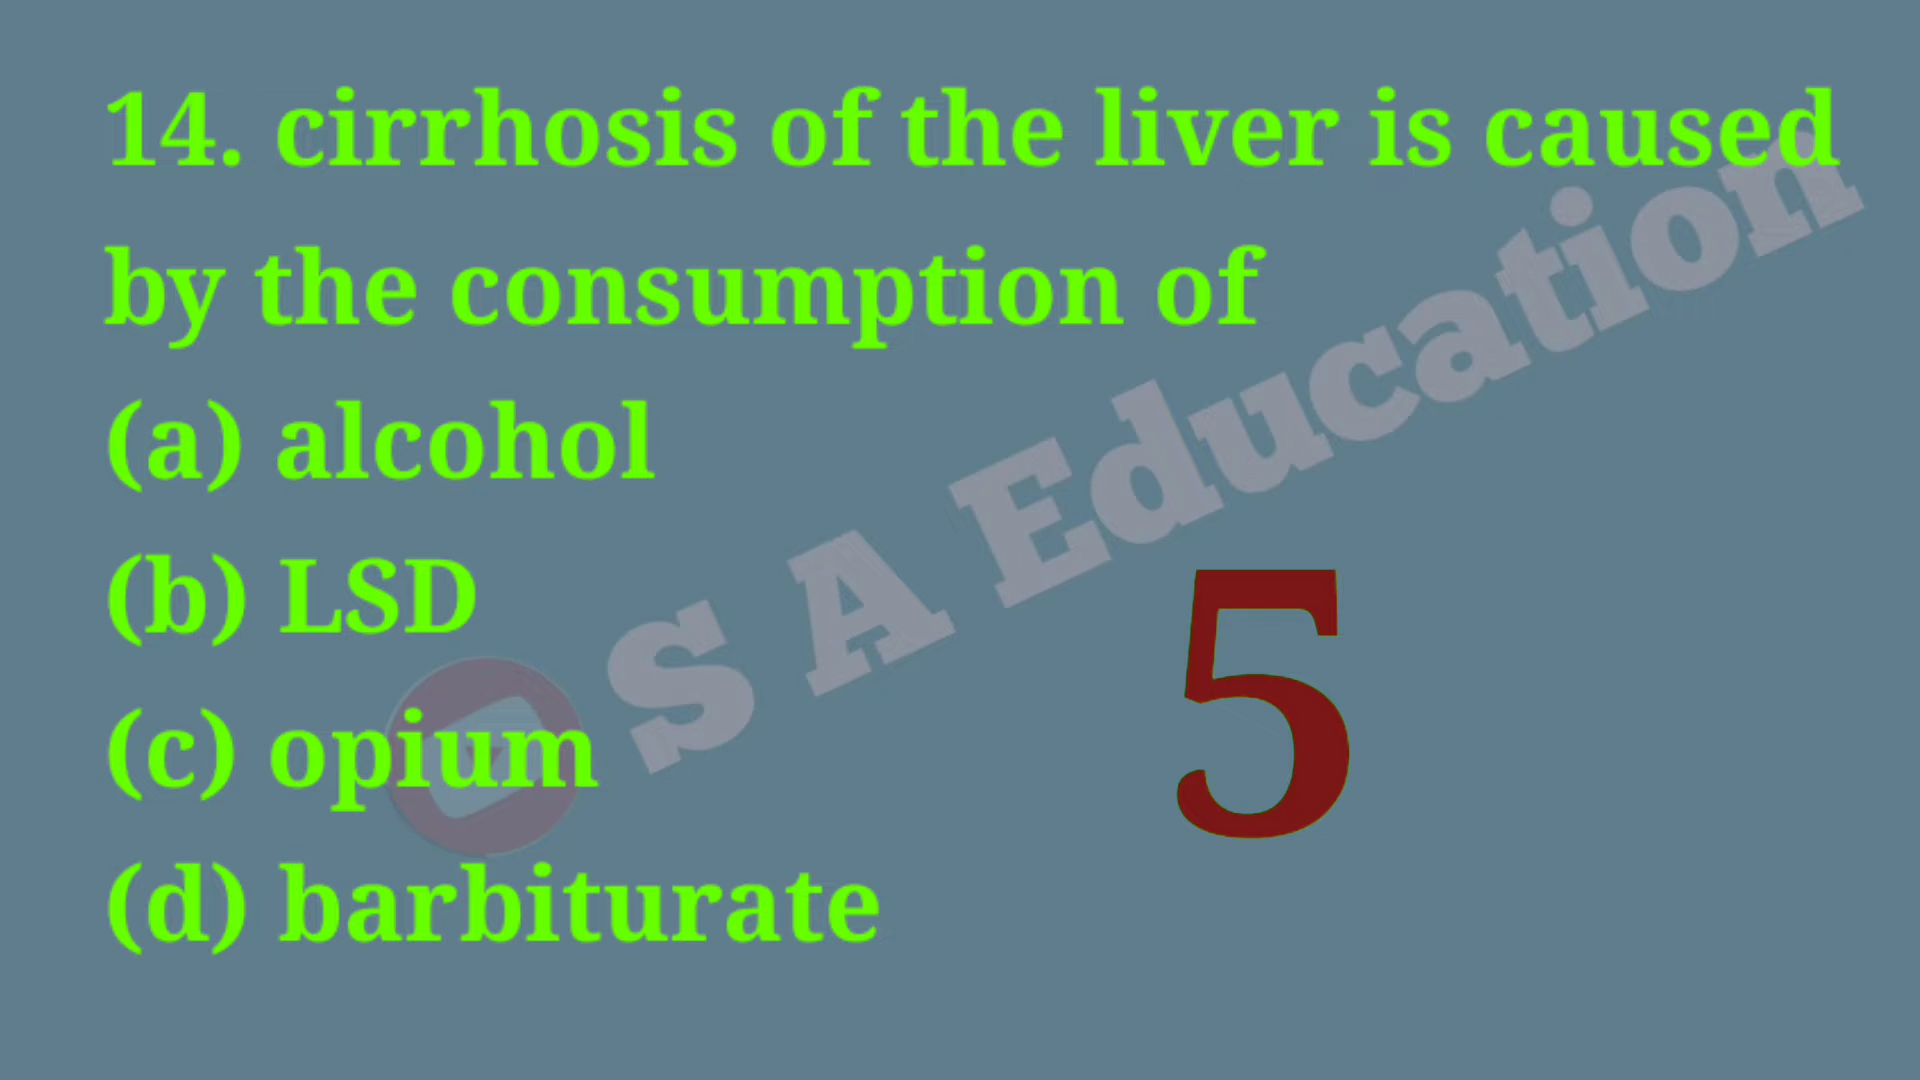 14. cirrhosis of the liver is caused
by the consumption of
(a) alcohol
(b) LSD
(c) opium
(d) barbiturate
S A Education
5